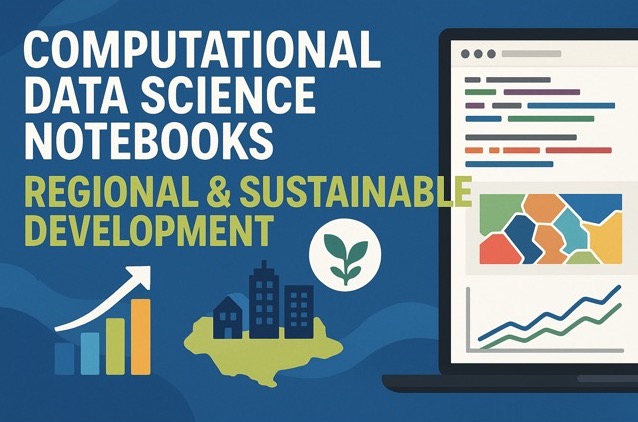 COMPUTATIONAL
DATA SCIENCE
NOTEBOOKS
REGIONAL & SUSTAINABLE
DEVELOPMENT